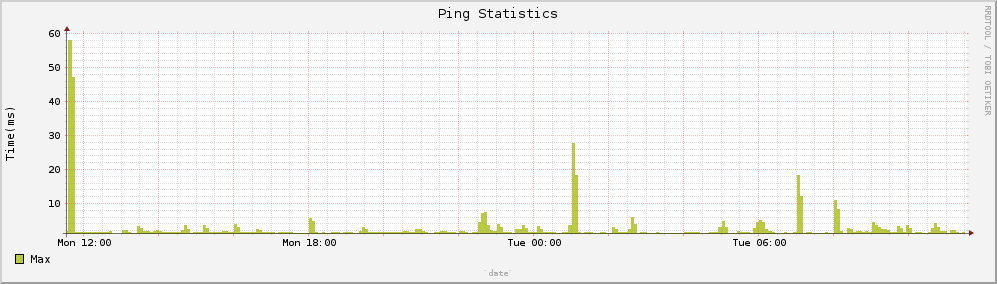 Ping Statistics
RRDTOOL / TOBI OETIKER
Time(ms)
60
50
40
30
20
10
Mon 12:00 Mon 18:00 Tue 00:00 Tue 06:00
Max
`date`